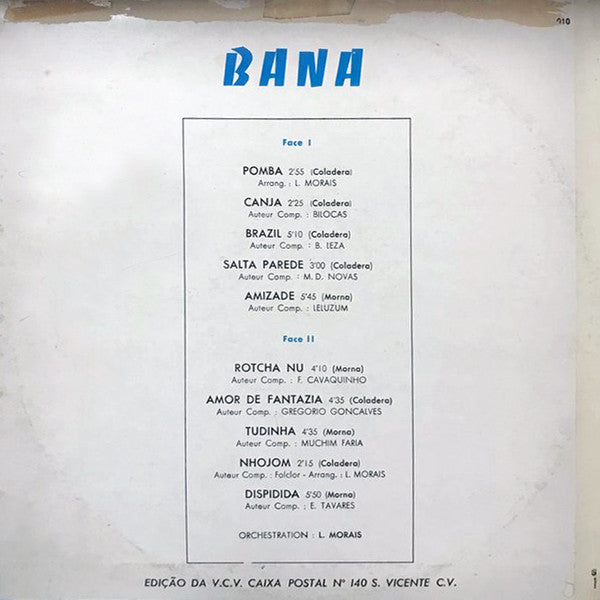 010
BANA
Face I
POMBA 2'55 (Coladera)
Arrang. : L. MORAIS
CANJA 2'25 (Coladera)
Auteur Comp. : BILOCAS
BRAZIL 5'10 (Coladera)
Auteur Comp. : B. LEZA
SALTA PAREDE 3'00 (Coladera)
Auteur Comp. : M. D. NOVAS
AMIZADE 5'45 (Morna)
Auteur Comp. : LELUZUM
Face II
ROTCHA NU 4'10 (Morna)
Auteur Comp. : F. CAVAQUINHO
AMOR DE FANTAZIA 4'35 (Coladera)
Auteur Comp. : GREGORIO GONCALVES
TUDINHA 4'35 (Morna)
Auteur Comp. : MUCHIM FARIA
NHOJOM 2'15 (Coladera)
Auteur Comp. : Folclor - Arrang. : L. MORAIS
DISPIDIDA 5'50 (Morna)
Auteur Comp. : E. TAVARES
ORCHESTRATION : L. MORAIS
EDIÇÃO DA V.C.V. CAIXA POSTAL Nº 140 S. VICENTE C.V.